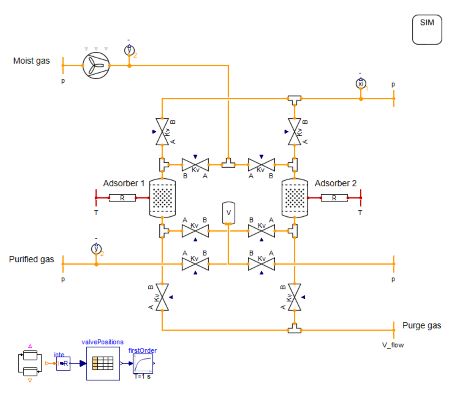 SIM
Moist gas
p
p
B
A
Kv
B
A
Kv
Kv
B
A
Kv
A
B
Adsorber 1
Adsorber 2
R
T
R
T
V
A
B
Kv
B
A
Kv
Purified gas
A
B
Kv
B
A
Kv
p
p
B
A
Kv
B
A
Kv
Purge gas
V_flow
valvePositions
inte
R
firstOrder
T=1 s